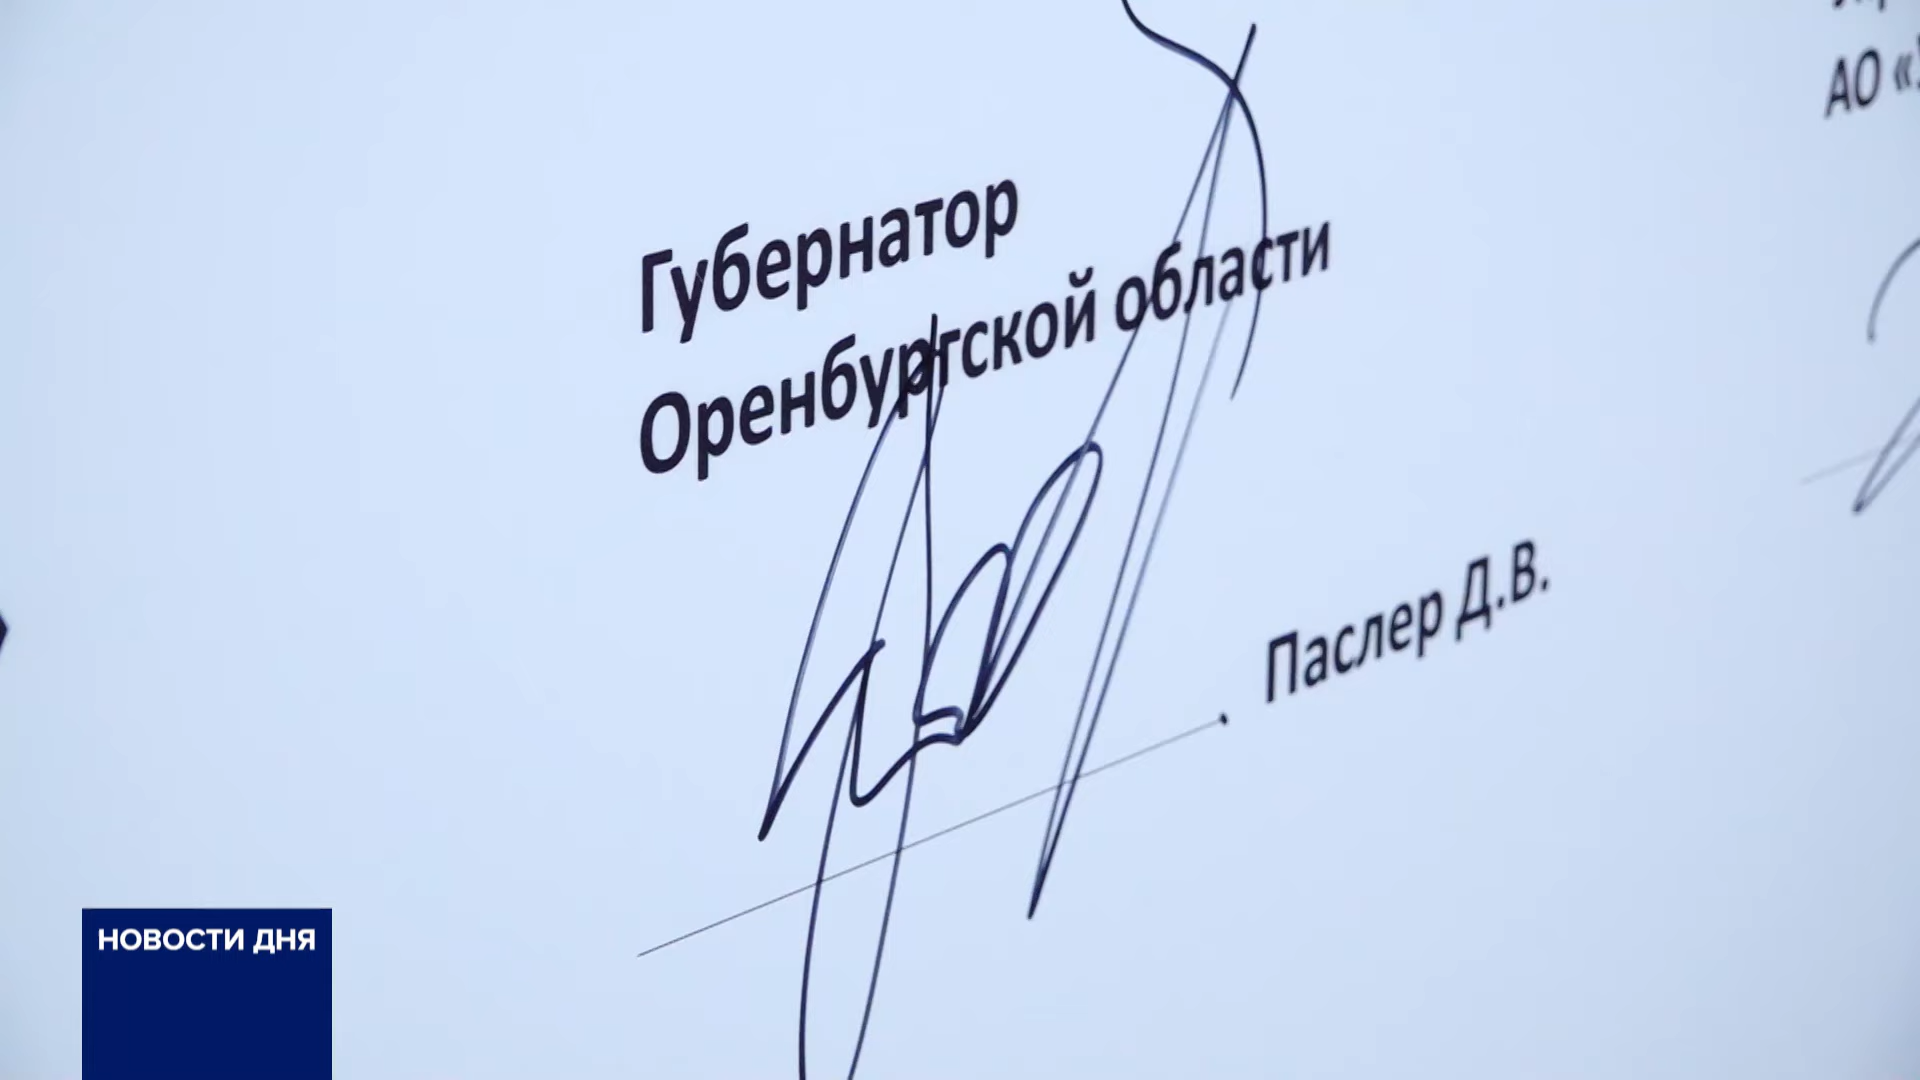 Губернатор
Оренбургской области
Паслер Д.В.
АО «
НОВОСТИ ДНЯ